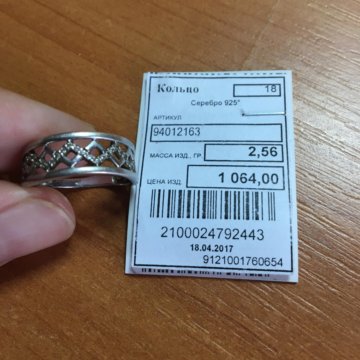 Кольцо 18
Серебро 925°
АРТИКУЛ
94012163
МАССА ИЗД., ГР 2,56
ЦЕНА ИЗД. 1 064,00
2100024792443
18.04.2017
9121001760654